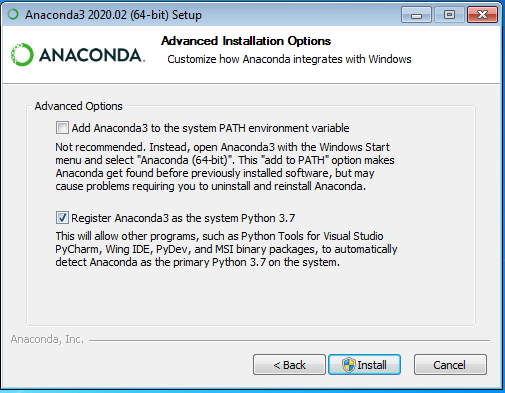 Anaconda3 2020.02 (64-bit) Setup
ANACONDA.
Advanced Installation Options
Customize how Anaconda integrates with Windows
Advanced Options
Add Anaconda3 to the system PATH environment variable
Not recommended. Instead, open Anaconda3 with the Windows Start
menu and select "Anaconda (64-bit)". This "add to PATH" option makes
Anaconda get found before previously installed software, but may
cause problems requiring you to uninstall and reinstall Anaconda.
Register Anaconda3 as the system Python 3.7
This will allow other programs, such as Python Tools for Visual Studio
PyCharm, Wing IDE, PyDev, and MSI binary packages, to automatically
detect Anaconda as the primary Python 3.7 on the system.
Anaconda, Inc.
< Back
Install
Cancel